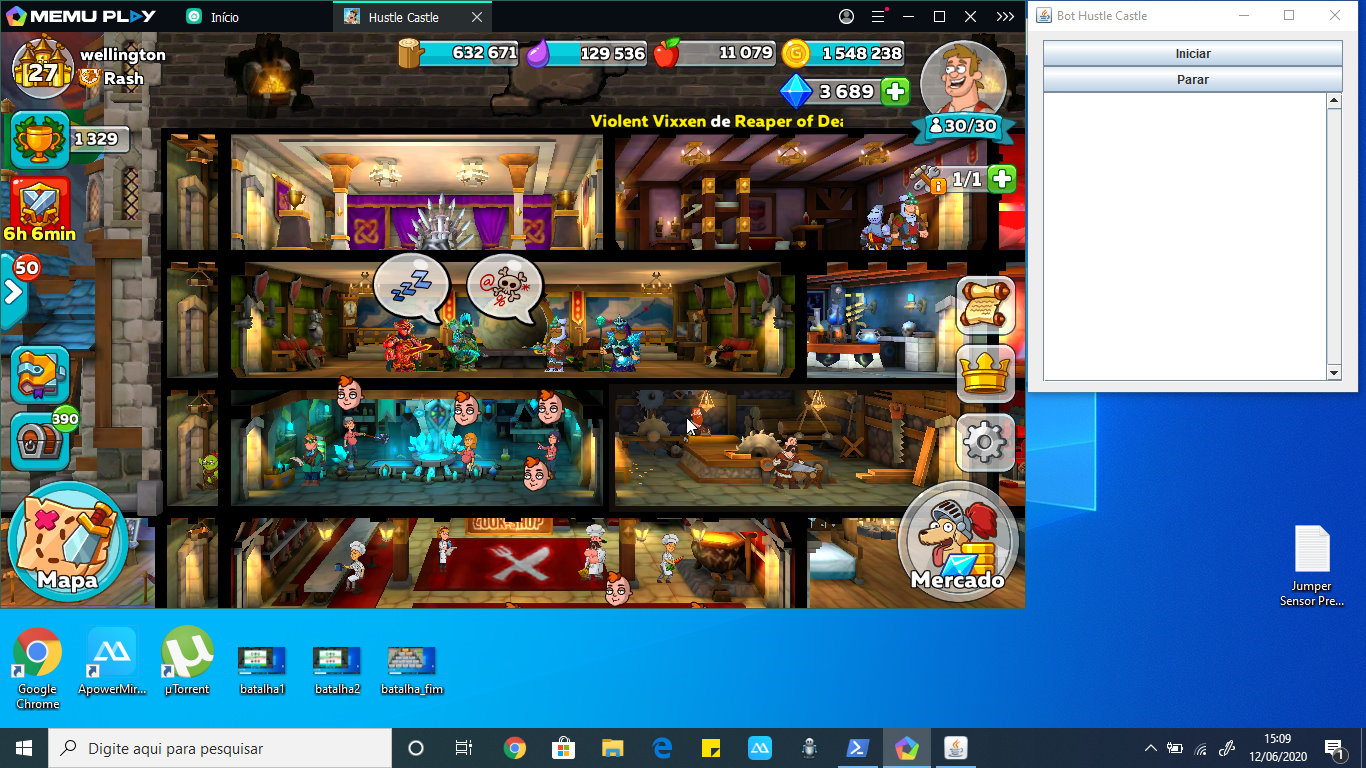 MEMU PLAY
Início
Hustle Castle
Bot Hustle Castle
Iniciar
Parar
27
wellington
Rash
632 671
129 536
11 079
1 548 238
3 689
30/30
Violent Vixxen de Reaper of Dea
1 329
1/1
6h 6min
50
390
COOK-SHOP
Mapa
Mercado
Jumper
Sensor Pre...
Google
Chrome
ApowerMir...
µTorrent
batalha1
batalha2
batalha_fim
Digite aqui para pesquisar
15:09
12/06/2020
1